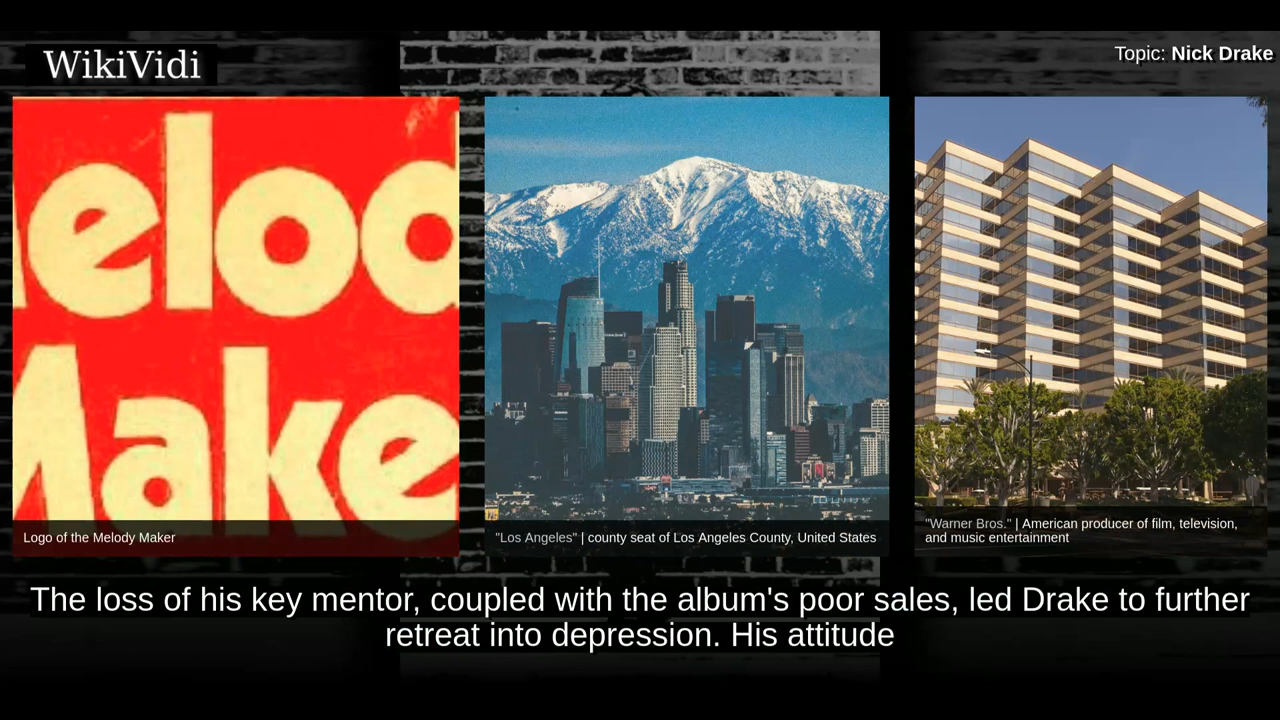 WikiVidi
Topic: Nick Drake
eloo
Make
Logo of the Melody Maker
"Los Angeles" | county seat of Los Angeles County, United States
"Warner Bros." | American producer of film, television,
and music entertainment
The loss of his key mentor, coupled with the album's poor sales, led Drake to further
retreat into depression. His attitude